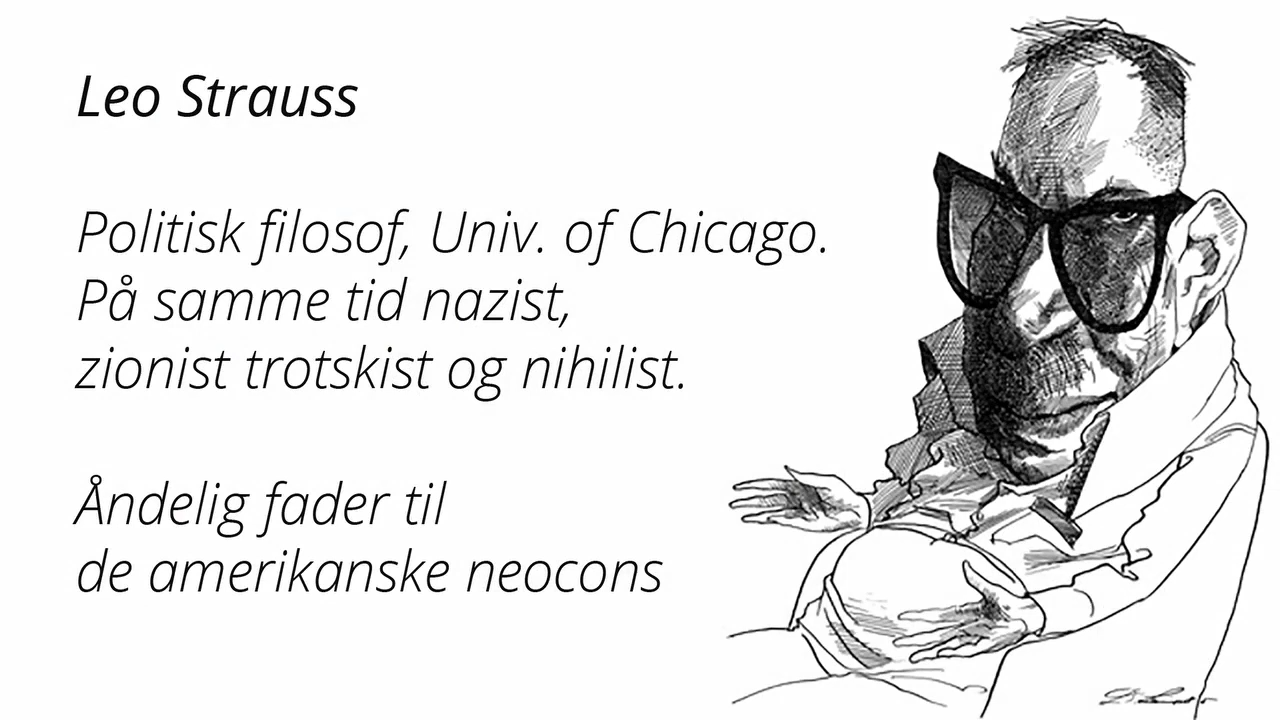 Leo Strauss
Politisk filosof, Univ. of Chicago.
På samme tid nazist,
zionist trotskist og nihilist.
Åndelig fader til
de amerikanske neocons